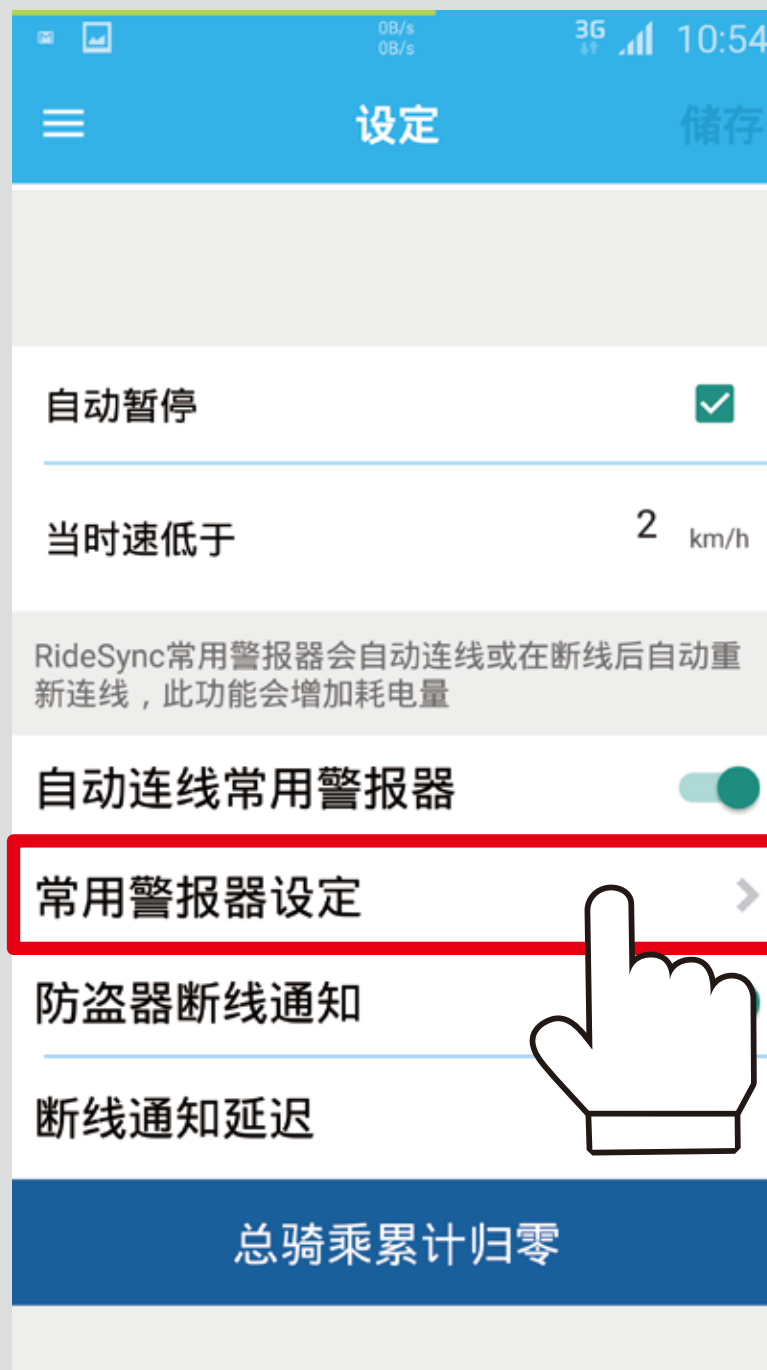 0B/s
0B/s
3G
10:54
设定
储存
自动暂停
当时速低于 2 km/h
RideSync常用警报器会自动连线或在断线后自动重
新连线，此功能会增加耗电量
自动连线常用警报器
常用警报器设定
防盗器断线通知
断线通知延迟
总骑乘累计归零